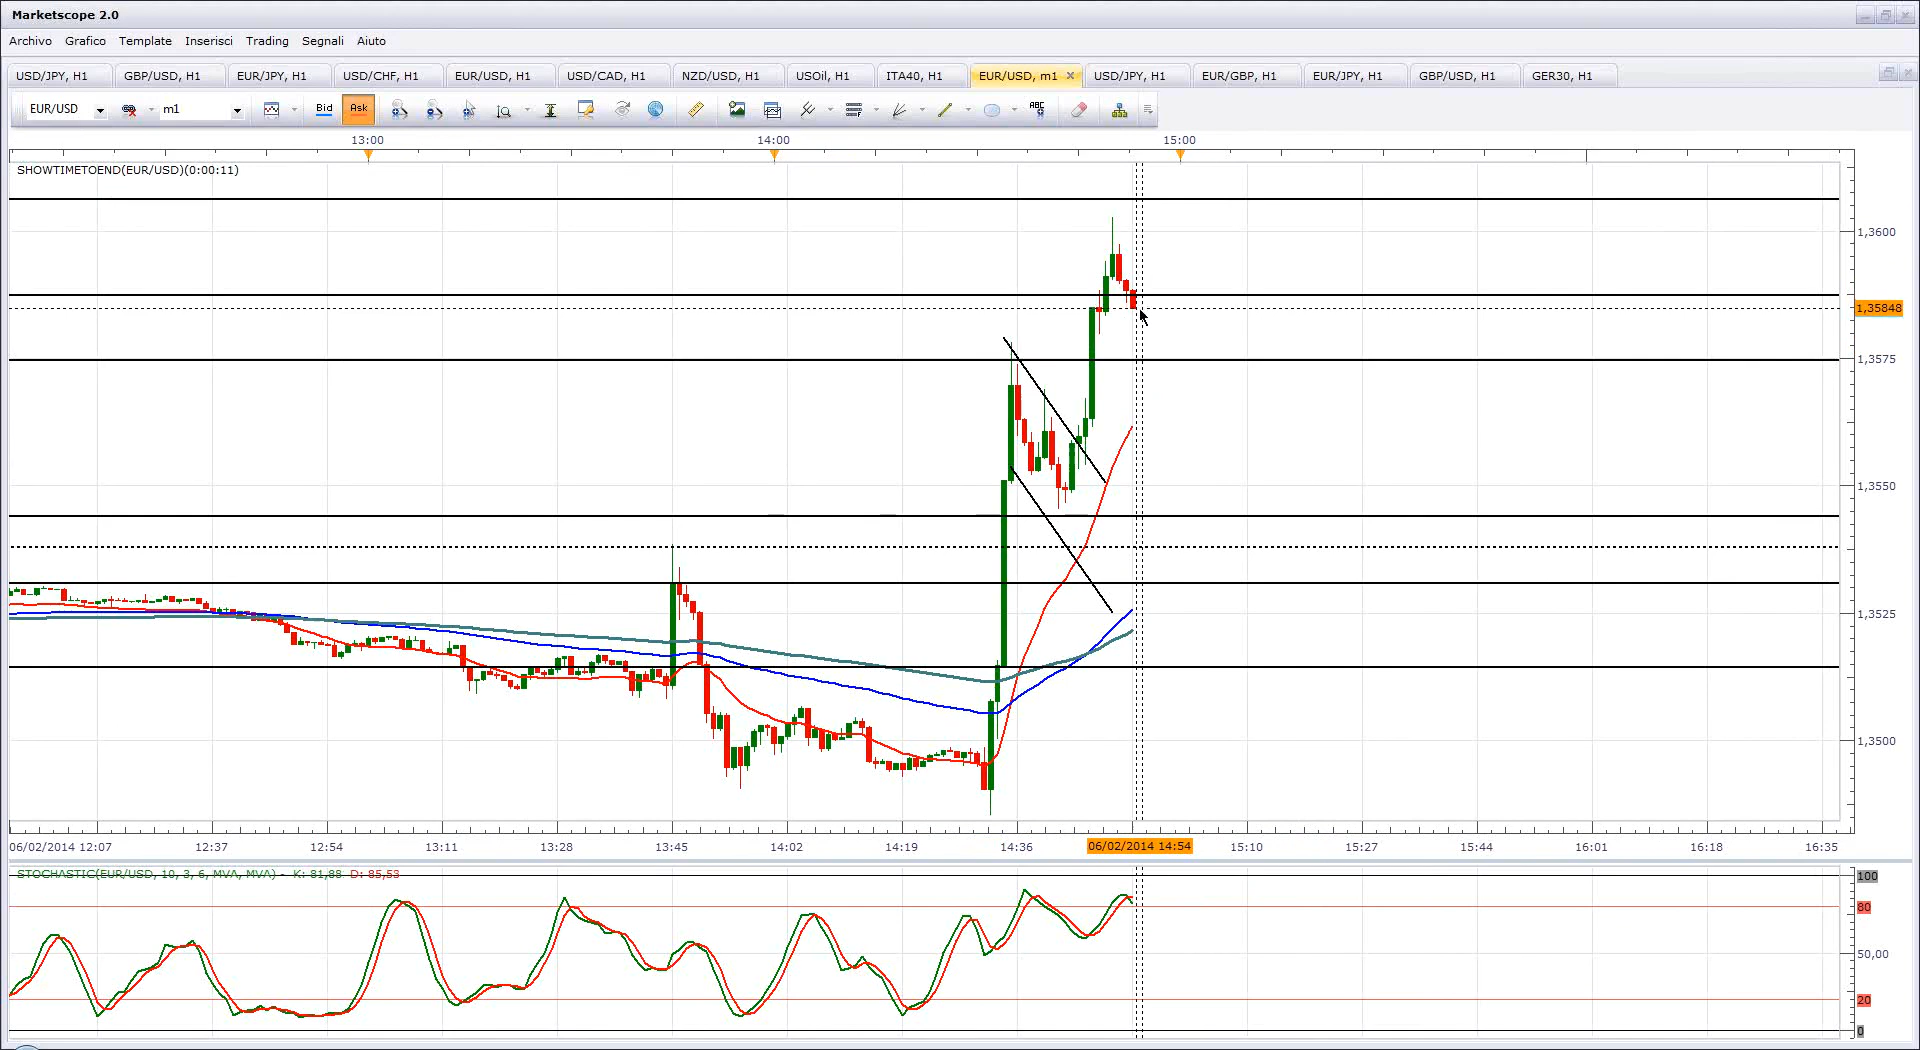 Marketscope 2.0
Archivo Grafico Template Inserisci Trading Segnali Aiuto
USD/JPY, H1 GBP/USD, H1 EUR/JPY, H1 USD/CHF, H1 EUR/USD, H1 USD/CAD, H1 NZD/USD, H1 USOil, H1 ITA40, H1 EUR/USD, m1 USD/JPY, H1 EUR/GBP, H1 EUR/JPY, H1 GBP/USD, H1 GER30, H1
EUR/USD m1 Bid Ask ABC
13:00 14:00 15:00
SHOWTIMETOEND(EUR/USD)(0:00:11)
1,3600
1,35848
1,3575
1,3550
1,3525
1,3500
06/02/2014 12:07 12:37 12:54 13:11 13:28 13:45 14:02 14:19 14:36 06/02/2014 14:54 15:10 15:27 15:44 16:01 16:18 16:35
STOCHASTIC(EUR/USD, 10, 3, 6, MVA, MVA) - K: 81,88 D: 85,53
100
80
50,00
20
0